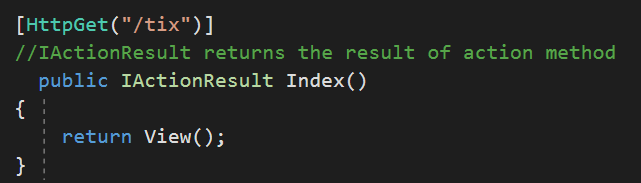 [HttpGet("/tix")]
//IActionResult returns the result of action method
public IActionResult Index()
{
return View();
}